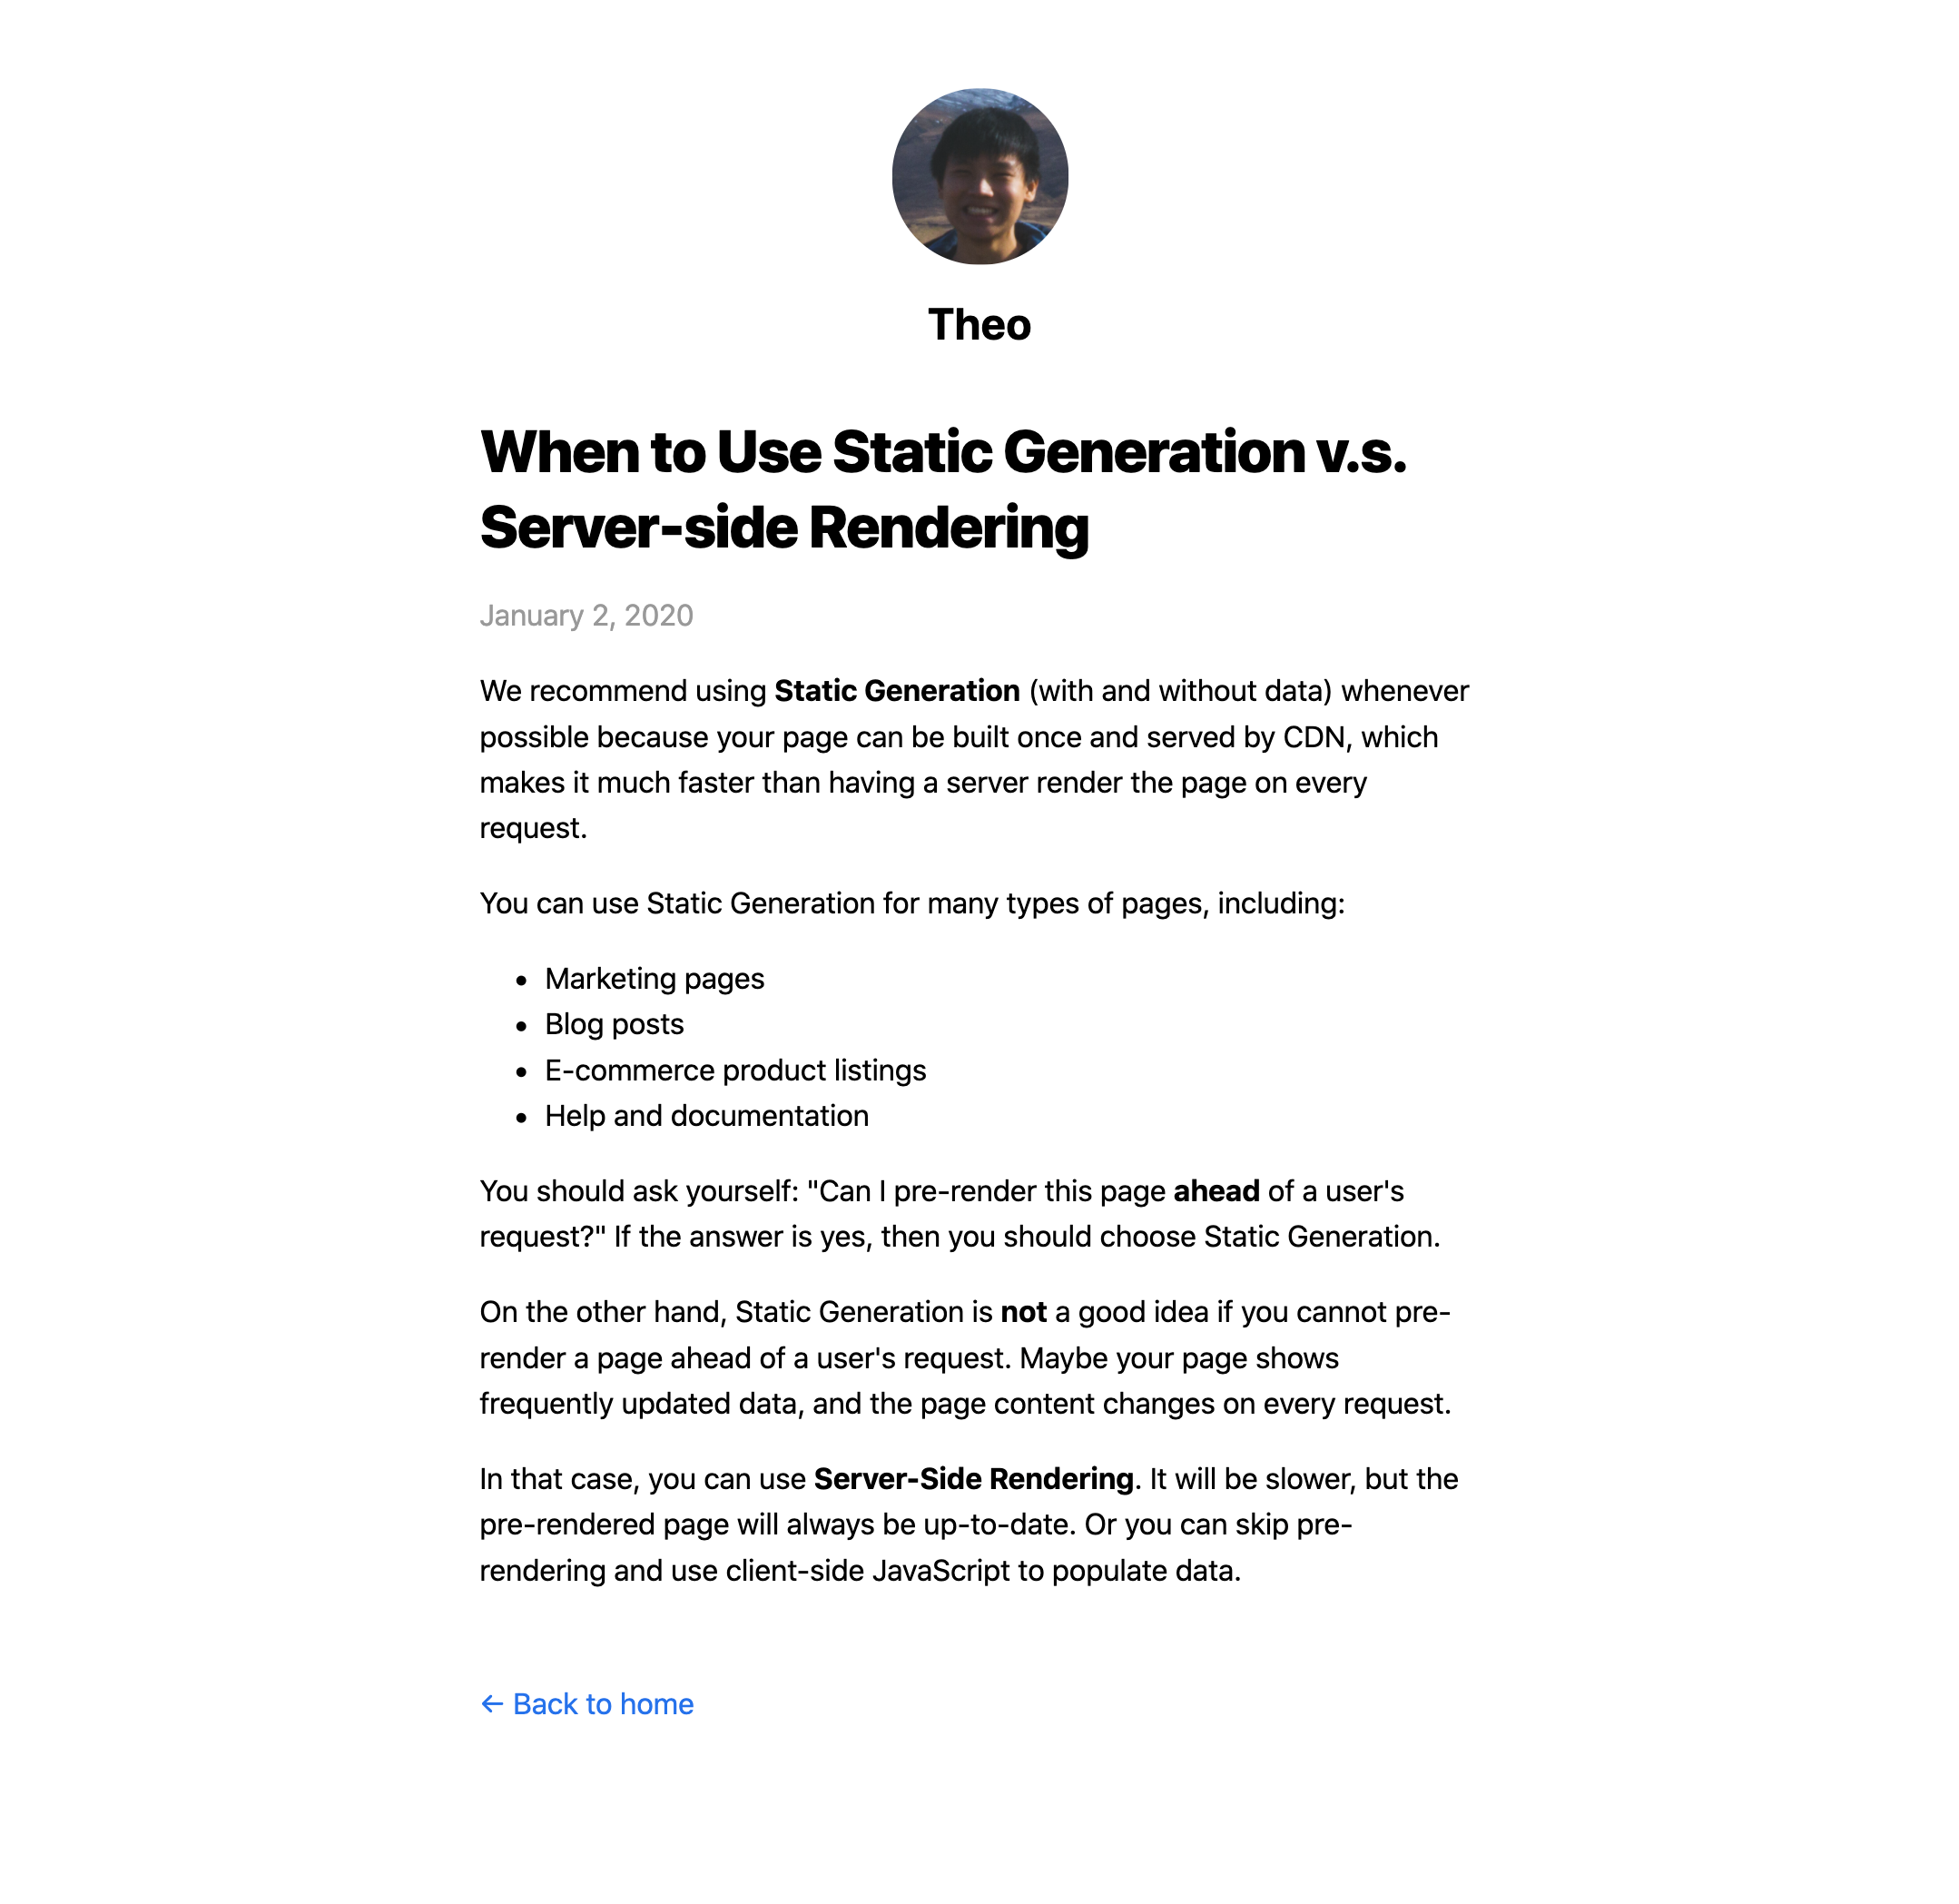 Theo
When to Use Static Generation v.s.
Server-side Rendering
January 2, 2020
We recommend using Static Generation (with and without data) whenever
possible because your page can be built once and served by CDN, which
makes it much faster than having a server render the page on every
request.
You can use Static Generation for many types of pages, including:
• Marketing pages
• Blog posts
• E-commerce product listings
• Help and documentation
You should ask yourself: "Can I pre-render this page ahead of a user's
request?" If the answer is yes, then you should choose Static Generation.
On the other hand, Static Generation is not a good idea if you cannot pre-
render a page ahead of a user's request. Maybe your page shows
frequently updated data, and the page content changes on every request.
In that case, you can use Server-Side Rendering. It will be slower, but the
pre-rendered page will always be up-to-date. Or you can skip pre-
rendering and use client-side JavaScript to populate data.
← Back to home